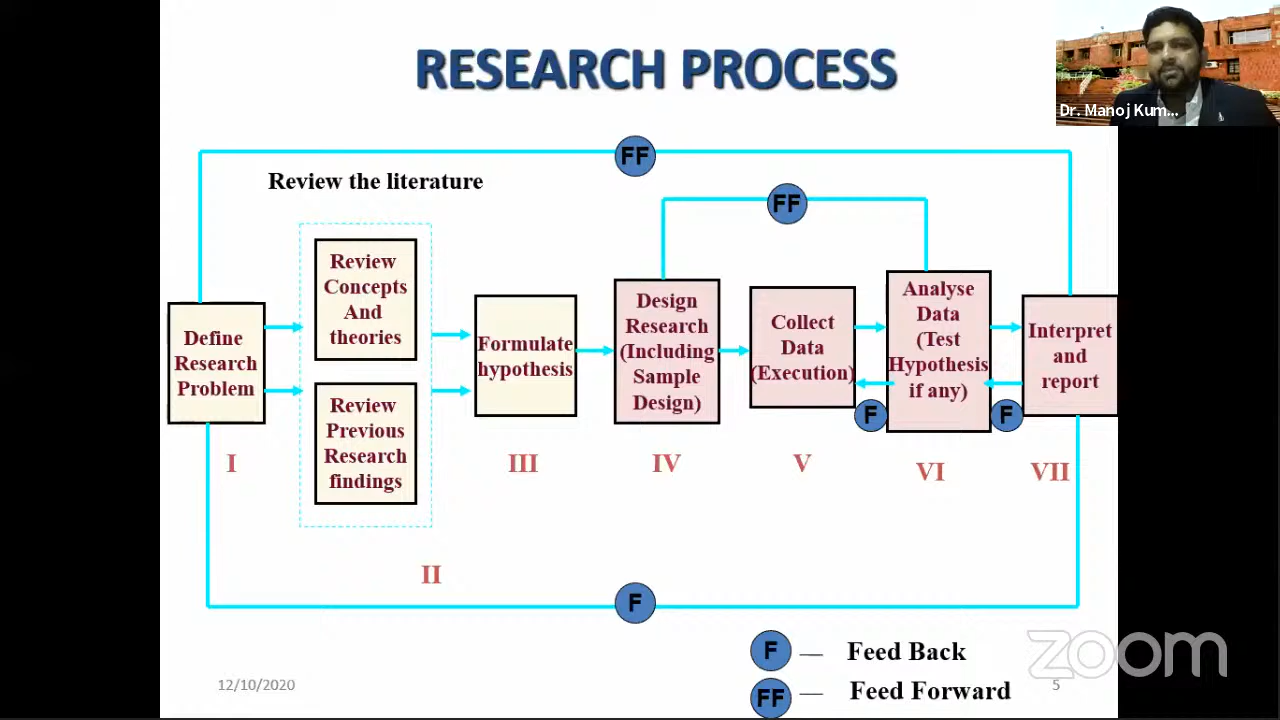 RESEARCH PROCESS
Dr. Manoj Kum...
FF
Review the literature
FF
Define
Research
Problem
Review
Concepts
And
theories
Review
Previous
Research
findings
Formulate
hypothesis
Design
Research
(Including
Sample
Design)
Collect
Data
(Execution)
Analyse
Data
(Test
Hypothesis
if any)
Interpret
and
report
F
F
I
II
III
IV
V
VI
VII
F
F — Feed Back
FF — Feed Forward
zoom
12/10/2020
5